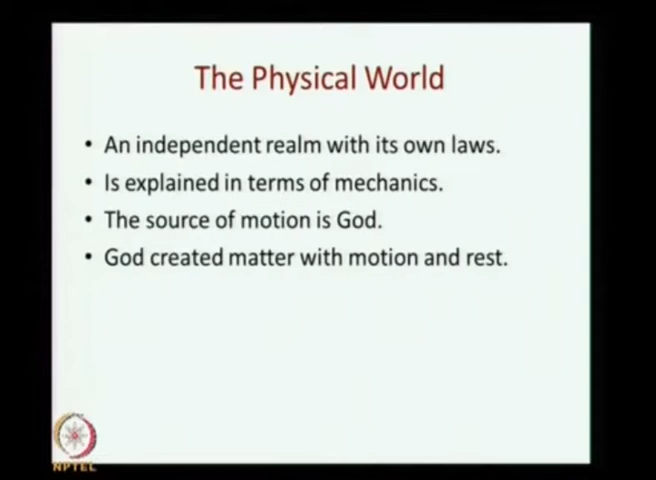 The Physical World
• An independent realm with its own laws.
• Is explained in terms of mechanics.
• The source of motion is God.
• God created matter with motion and rest.
NPTEL